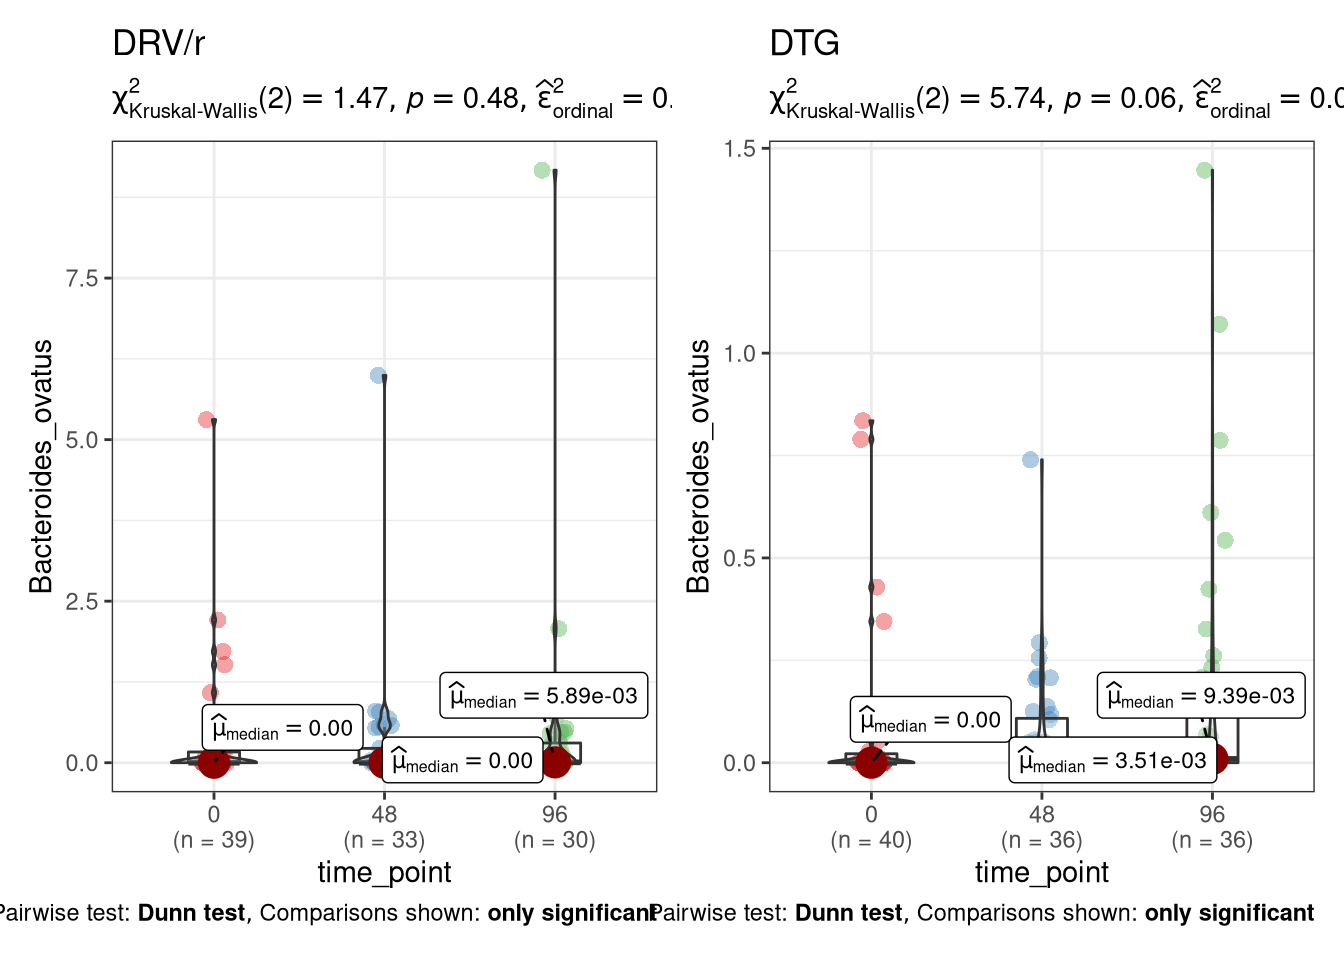 DRV/r
χ²Kruskal-Wallis(2) = 1.47, p = 0.48, ε̂²ordinal = 0.
Bacteroides_ovatus
7.5
5.0
2.5
0.0
μ̂median = 0.00
μ̂median = 0.00
μ̂median = 5.89e-03
0 48 96
(n = 39) (n = 33) (n = 30)
time_point
Pairwise test: Dunn test, Comparisons shown: only significant
DTG
χ²Kruskal-Wallis(2) = 5.74, p = 0.06, ε̂²ordinal = 0.0
Bacteroides_ovatus
1.5
1.0
0.5
0.0
μ̂median = 0.00
μ̂median = 3.51e-03
μ̂median = 9.39e-03
0 48 96
(n = 40) (n = 36) (n = 36)
time_point
Pairwise test: Dunn test, Comparisons shown: only significant